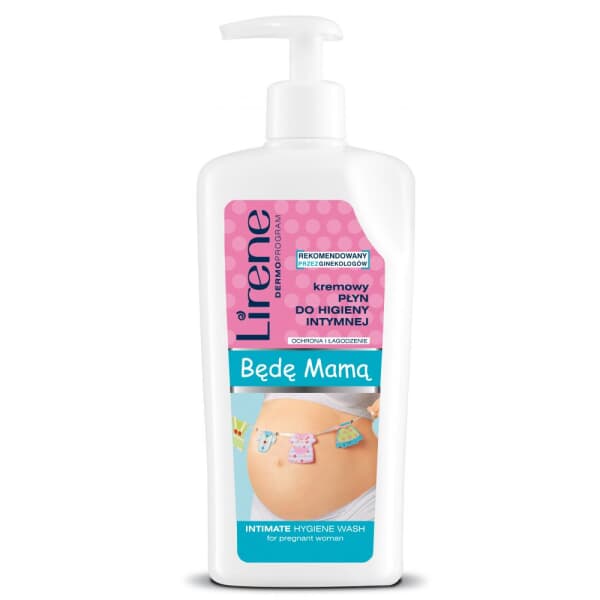 Lirene
DERMOPROGRAM
REKOMENDOWANY
PRZEZ GINEKOLOGÓW
kremowy
PŁYN
DO HIGIENY
INTYMNEJ
OCHRONA I ŁAGODZENIE
Będę Mamą
INTIMATE HYGIENE WASH
for pregnant woman